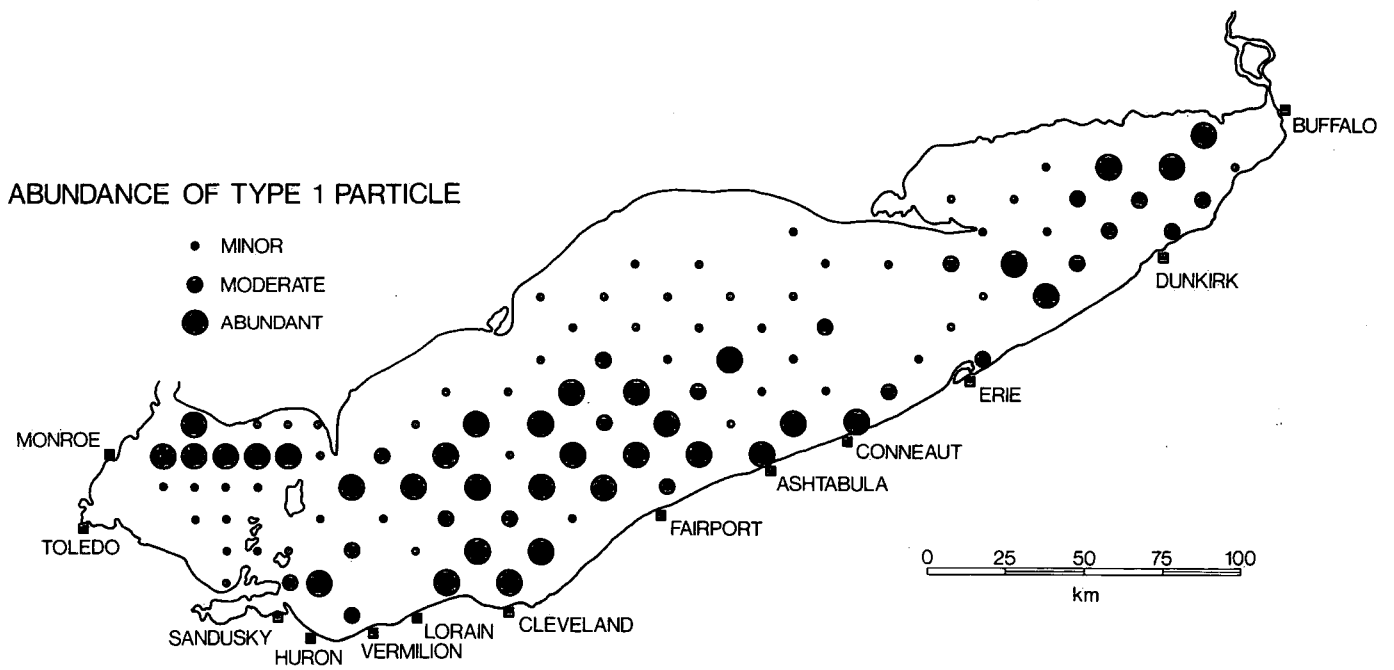 BUFFALO
ABUNDANCE OF TYPE 1 PARTICLE
MINOR
MODERATE
ABUNDANT
DUNKIRK
ERIE
MONROE
CONNEAUT
ASHTABULA
FAIRPORT
TOLEDO
0 25 50 75 100
km
SANDUSKY
HURON
VERMILION
LORAIN
CLEVELAND